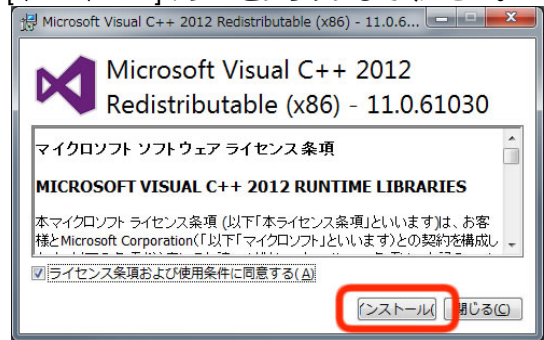 Microsoft Visual C++ 2012 Redistributable (x86) - 11.0.6...
Microsoft Visual C++ 2012
Redistributable (x86) - 11.0.61030
マイクロソフト ソフトウェア ライセンス条項
MICROSOFT VISUAL C++ 2012 RUNTIME LIBRARIES
本マイクロソフト ライセンス条項 (以下「本ライセンス条項」といいます)は、お客
様とMicrosoft Corporation(「以下「マイクロソフト」といいます)との契約を構成し
ライセンス条項および使用条件に同意する(A)
インストール( 閉じる(C)